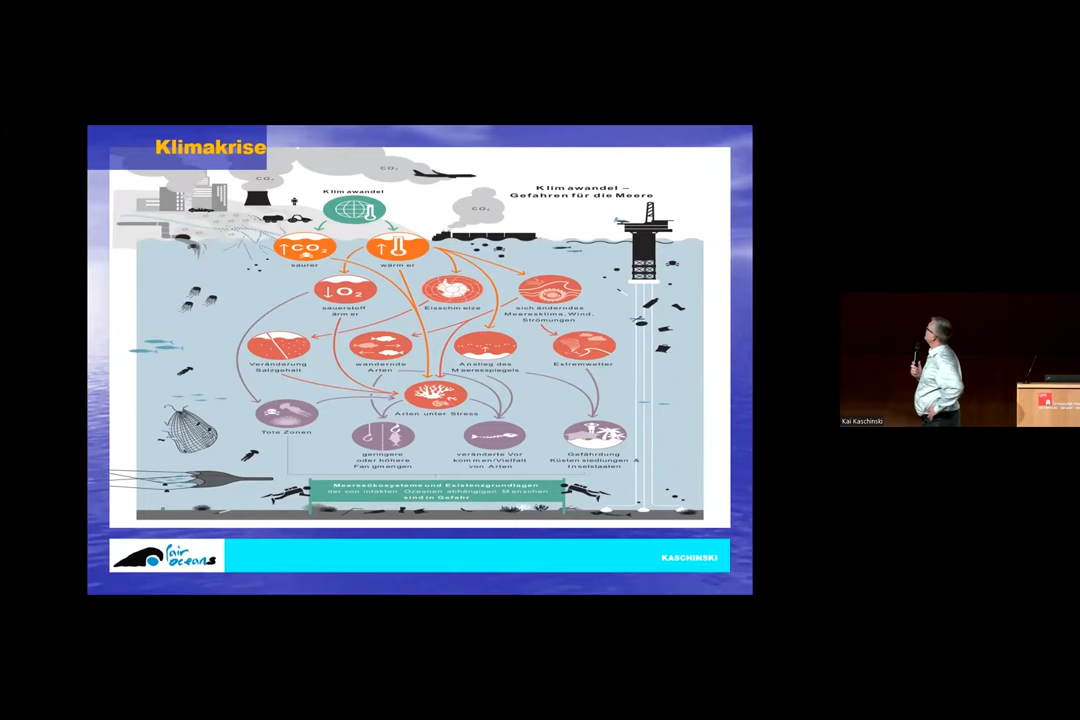 Klimakrise
CO₂
CO₂
CO₂
Klimawandel
Klimawandel –
Gefahren für die Meere
↑CO₂
saurer
wärmer
↓O₂
sauerstoff
ärmer
Eisschmelze
sich änderndes
Meeresklima, Wind,
Strömungen
Veränderung
Salzgehalt
wandernde
Arten
Anstieg des
Meeresspiegels
Extremwetter
Arten unter Stress
Tote Zonen
geringere
oder höhere
Fangmengen
veränderte Vor
kommen/Vielfalt
von Arten
Gefährdung
Küstensiedlungen &
Inselstaaten
Meeresökosysteme und Existensgrundlagen
der von intakten Ozeanen abhängigen Menschen
sind in Gefahr
fair
oceans
KASCHINSKI
Kai Kaschinski